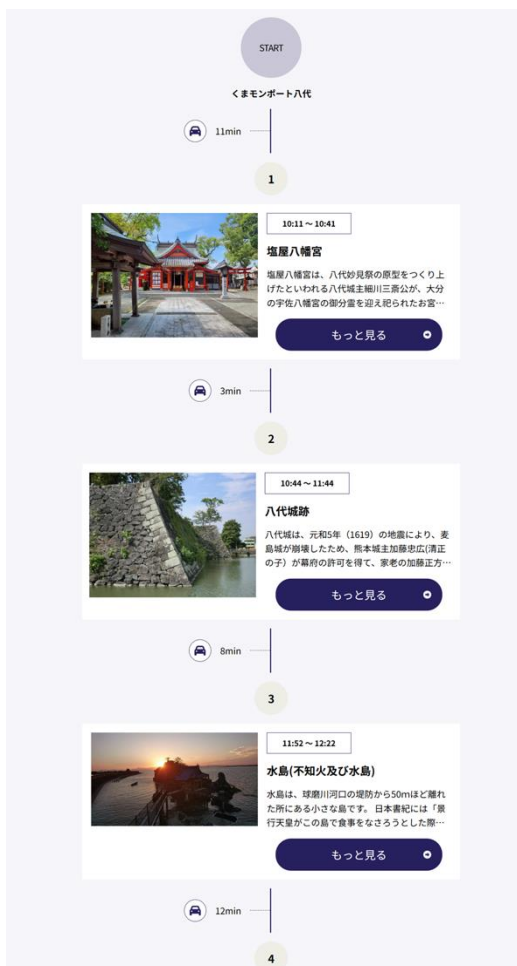 START
くまモンポート八代
11min
1
10:11 ～ 10:41
塩屋八幡宮
塩屋八幡宮は、八代妙見祭の原型をつくり上
げたといわれる八代城主細川三斎公が、大分
の宇佐八幡宮の御分霊を迎え祀られたお宮…
もっと見る
3min
2
10:44 ～ 11:44
八代城跡
八代城は、元和5年（1619）の地震により、麦
島城が崩壊したため、熊本城主加藤忠広(清正
の子）が幕府の許可を得て、家老の加藤正方…
もっと見る
8min
3
11:52 ～ 12:22
水島(不知火及び水島)
水島は、球磨川河口の堤防から50mほど離れ
た所にある小さな島です。 日本書紀には「景
行天皇がこの島で食事をなさろうとした際…
もっと見る
12min
4